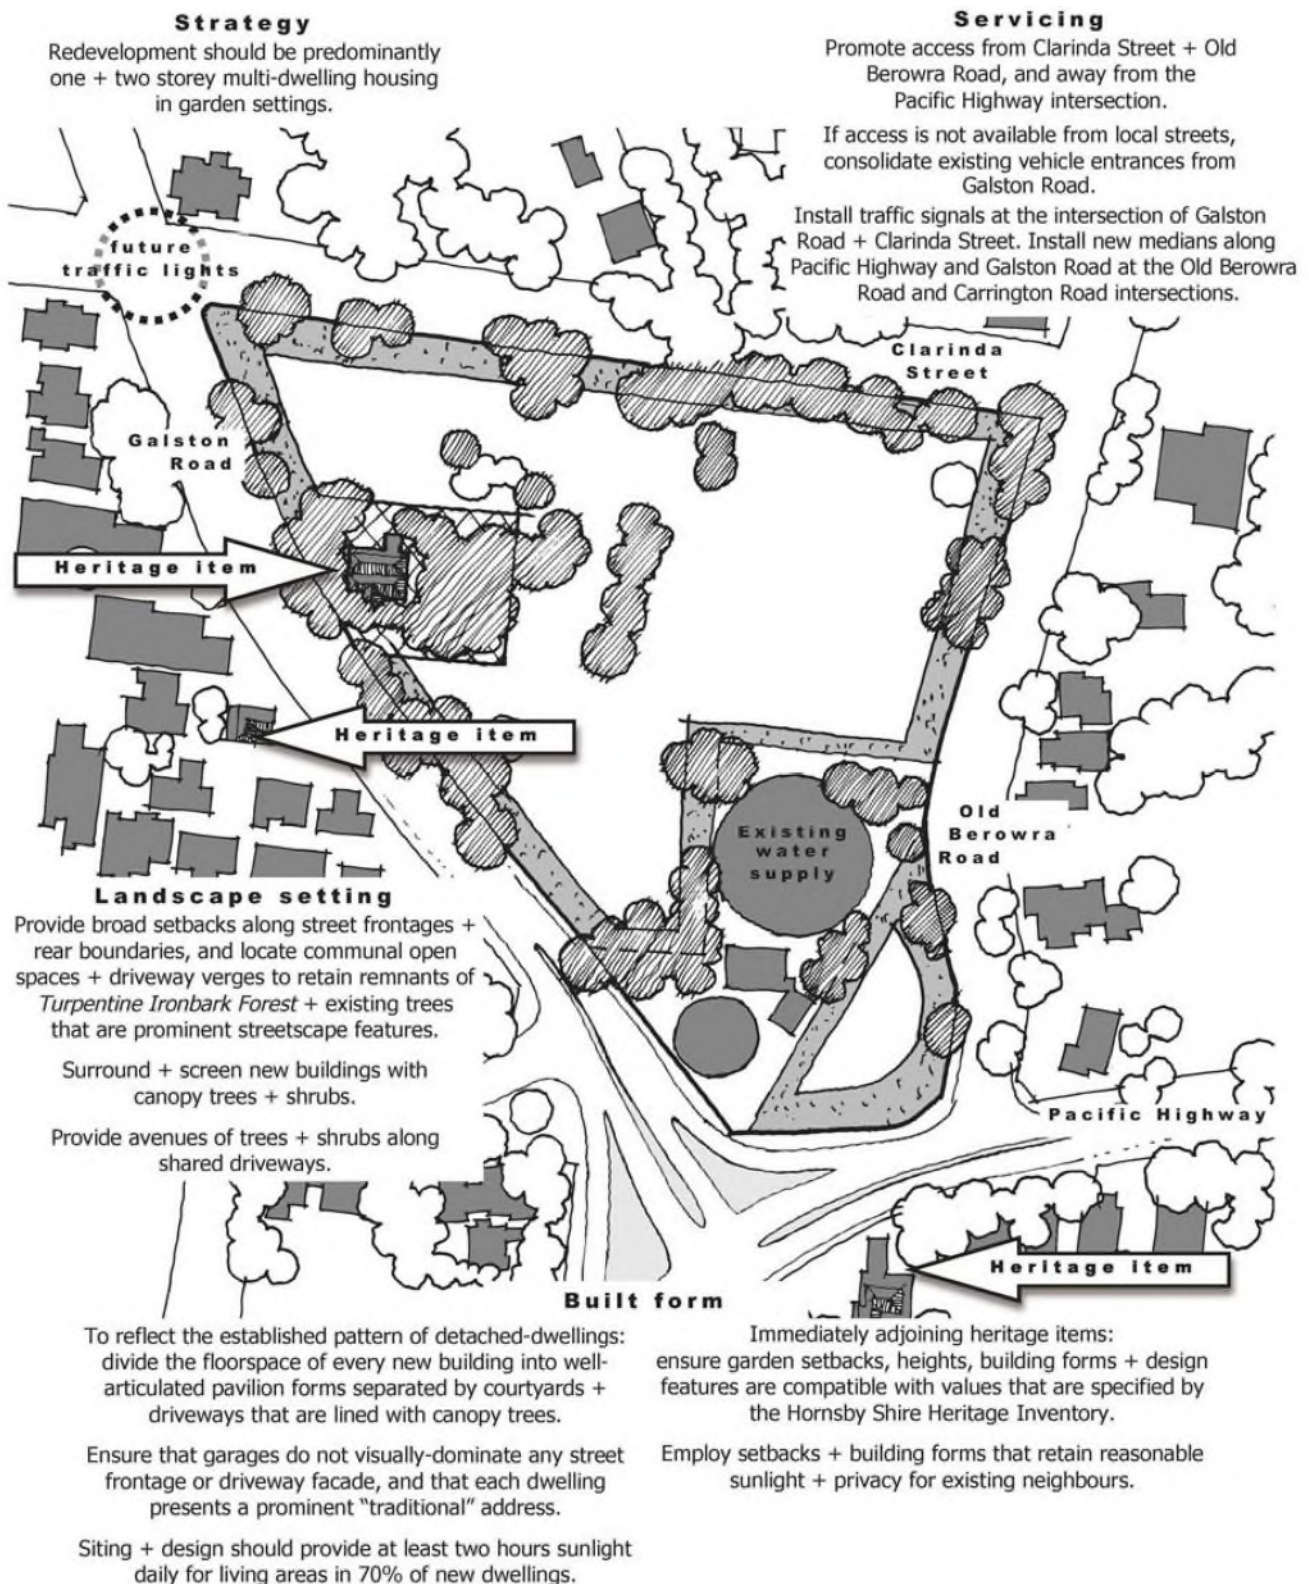 Strategy
Redevelopment should be predominantly
one + two storey multi-dwelling housing
in garden settings.
Servicing
Promote access from Clarinda Street + Old
Berowra Road, and away from the
Pacific Highway intersection.
If access is not available from local streets,
consolidate existing vehicle entrances from
Galston Road.
Install traffic signals at the intersection of Galston
Road + Clarinda Street. Install new medians along
Pacific Highway and Galston Road at the Old Berowra
Road and Carrington Road intersections.
future
traffic lights
Clarinda
Street
Galston
Road
Heritage item
Heritage item
Existing
water
supply
Old
Berowra
Road
Landscape setting
Provide broad setbacks along street frontages +
rear boundaries, and locate communal open
spaces + driveway verges to retain remnants of
Turpentine Ironbark Forest + existing trees
that are prominent streetscape features.
Surround + screen new buildings with
canopy trees + shrubs.
Provide avenues of trees + shrubs along
shared driveways.
Pacific Highway
Heritage item
Built form
To reflect the established pattern of detached-dwellings:
divide the floorspace of every new building into well-
articulated pavilion forms separated by courtyards +
driveways that are lined with canopy trees.
Ensure that garages do not visually-dominate any street
frontage or driveway facade, and that each dwelling
presents a prominent "traditional" address.
Siting + design should provide at least two hours sunlight
daily for living areas in 70% of new dwellings.
Immediately adjoining heritage items:
ensure garden setbacks, heights, building forms + design
features are compatible with values that are specified by
the Hornsby Shire Heritage Inventory.
Employ setbacks + building forms that retain reasonable
sunlight + privacy for existing neighbours.